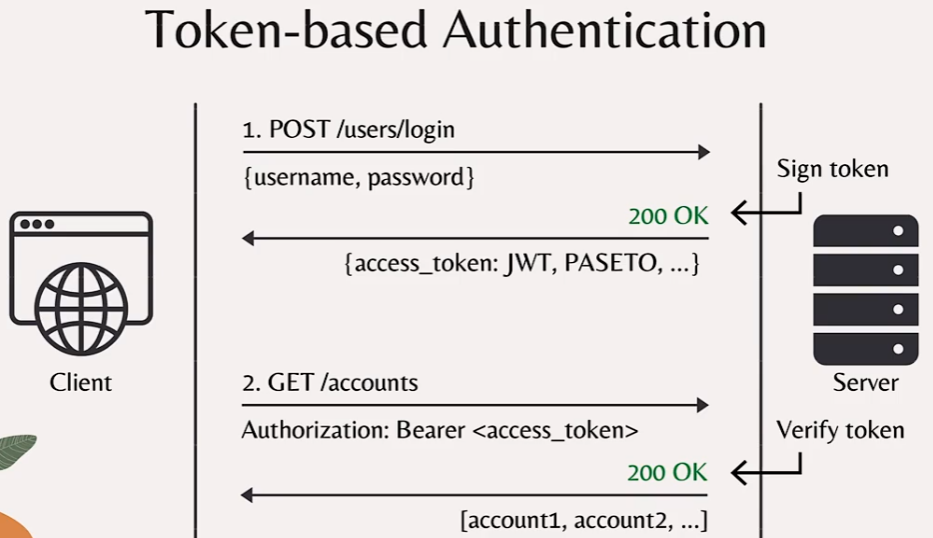 Token-based Authentication
1. POST /users/login
{username, password}
Sign token
200 OK
{access_token: JWT, PASETO, ...}
Client
Server
2. GET /accounts
Authorization: Bearer <access_token>
Verify token
200 OK
[account1, account2, ...]